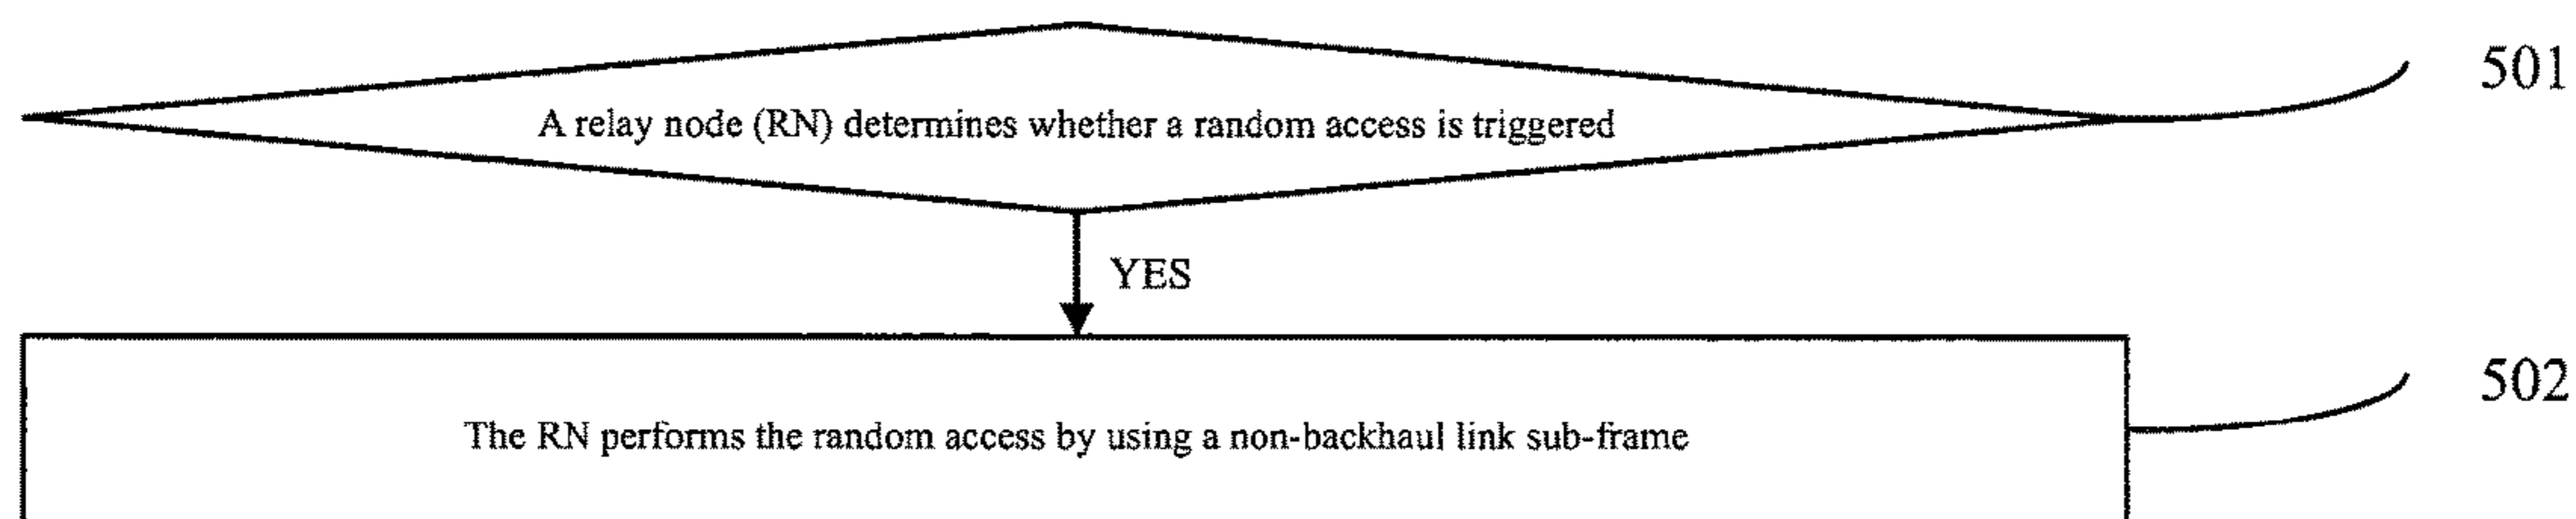 501
A relay node (RN) determines whether a random access is triggered
YES
502
The RN performs the random access by using a non-backhaul link sub-frame